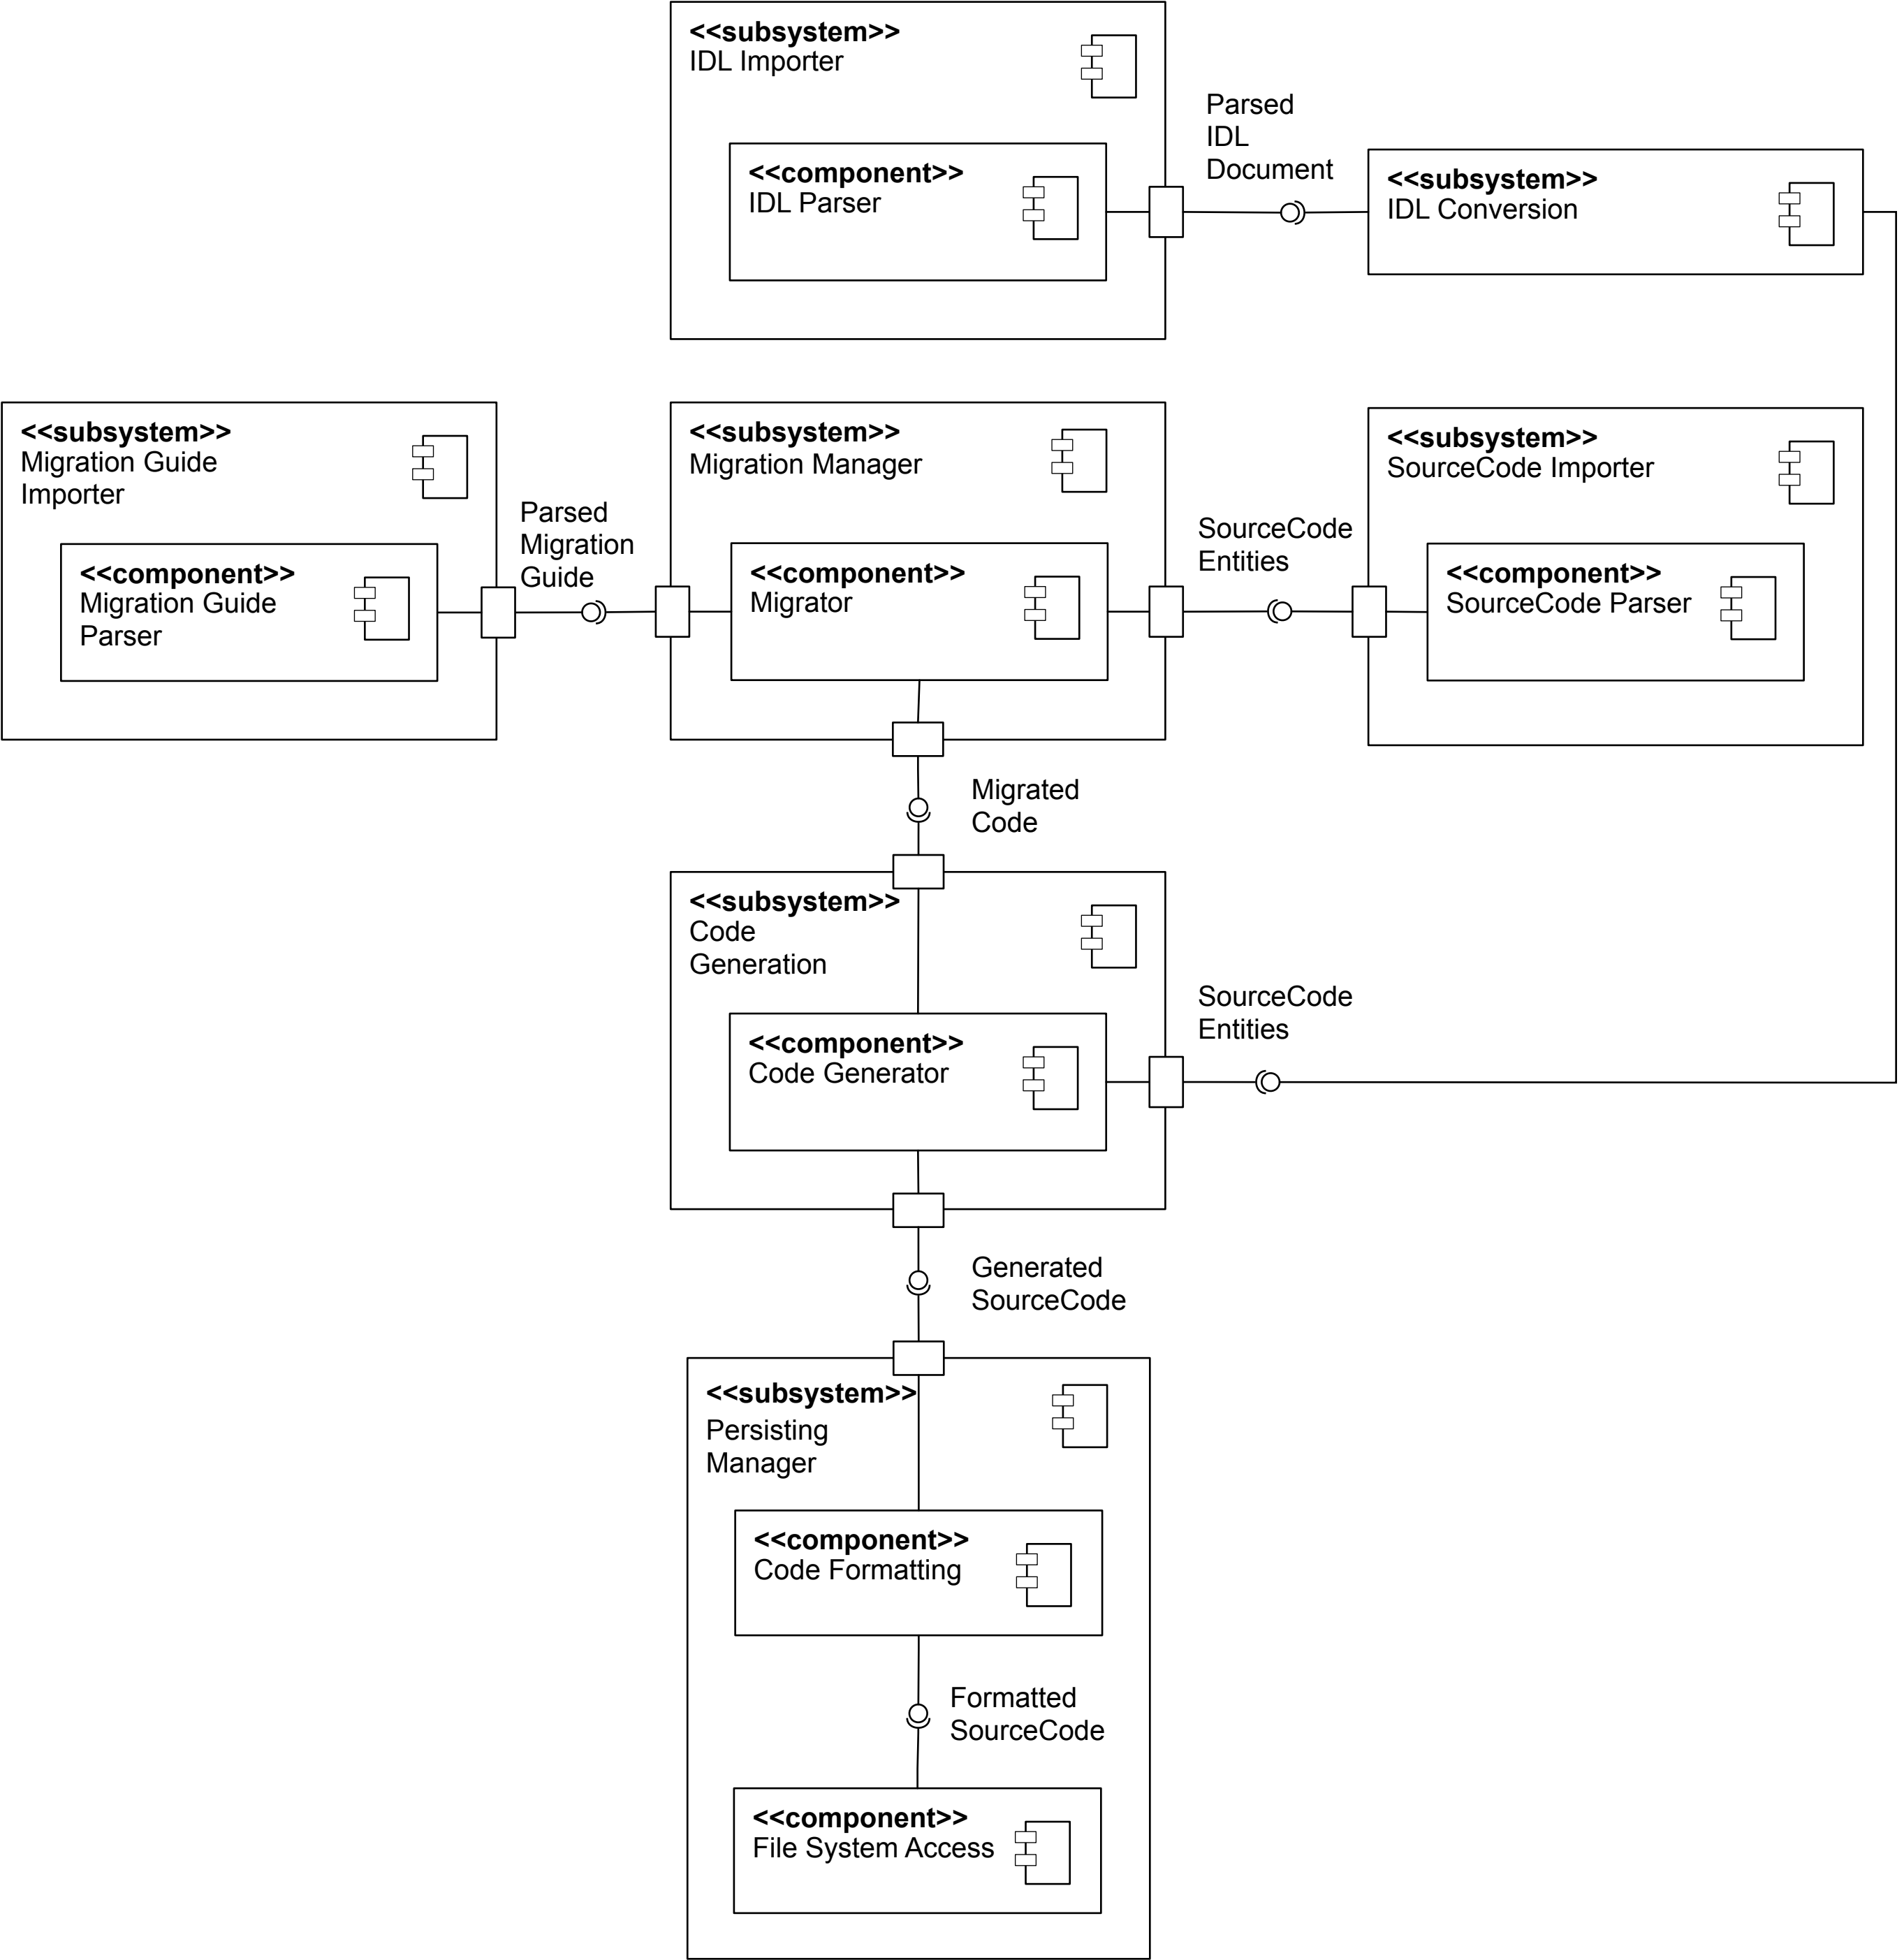 <<subsystem>>
IDL Importer
<<component>>
IDL Parser
Parsed
IDL
Document
<<subsystem>>
IDL Conversion
<<subsystem>>
Migration Guide
Importer
<<component>>
Migration Guide
Parser
Parsed
Migration
Guide
<<subsystem>>
Migration Manager
<<component>>
Migrator
SourceCode
Entities
<<subsystem>>
SourceCode Importer
<<component>>
SourceCode Parser
Migrated
Code
<<subsystem>>
Code
Generation
<<component>>
Code Generator
SourceCode
Entities
Generated
SourceCode
<<subsystem>>
Persisting
Manager
<<component>>
Code Formatting
Formatted
SourceCode
<<component>>
File System Access